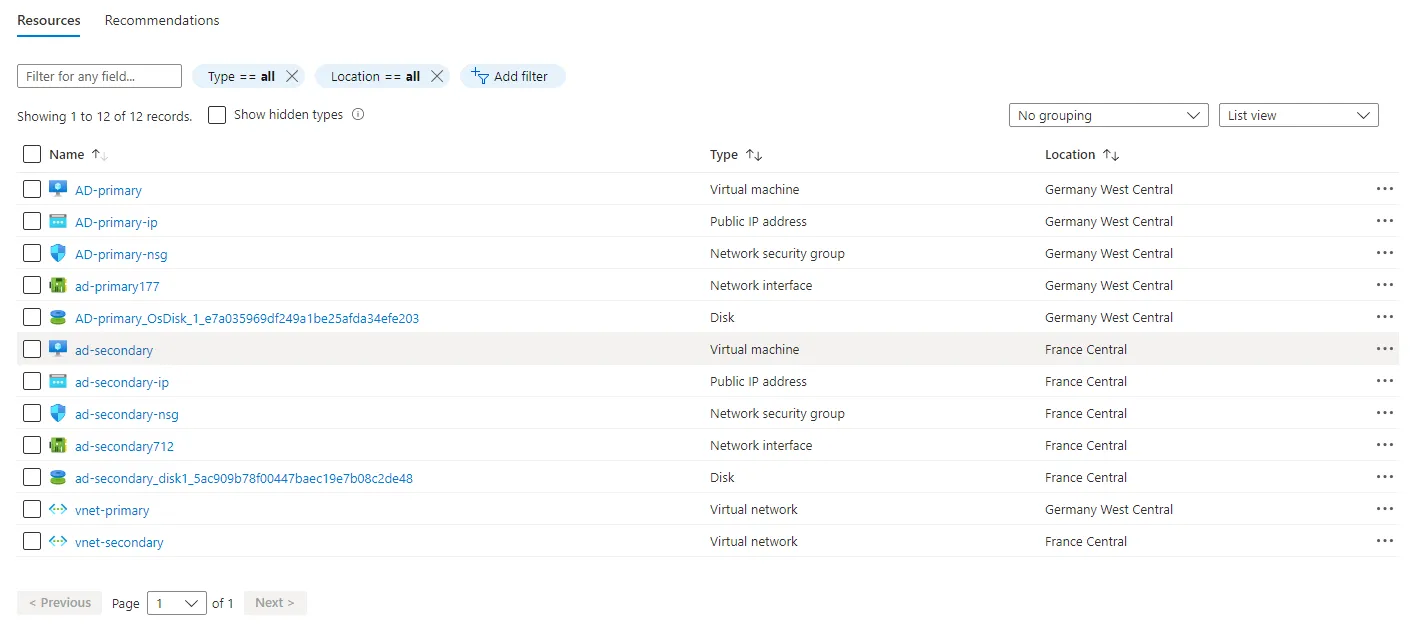 Resources Recommendations
Filter for any field... Type == all Location == all Add filter
Showing 1 to 12 of 12 records. Show hidden types No grouping List view
Name Type Location
AD-primary Virtual machine Germany West Central
AD-primary-ip Public IP address Germany West Central
AD-primary-nsg Network security group Germany West Central
ad-primary177 Network interface Germany West Central
AD-primary_OsDisk_1_e7a035969df249a1be25afda34efe203 Disk Germany West Central
ad-secondary Virtual machine France Central
ad-secondary-ip Public IP address France Central
ad-secondary-nsg Network security group France Central
ad-secondary712 Network interface France Central
ad-secondary_disk1_5ac909b78f00447baec19e7b08c2de48 Disk France Central
vnet-primary Virtual network Germany West Central
vnet-secondary Virtual network France Central
< Previous Page 1 of 1 Next >